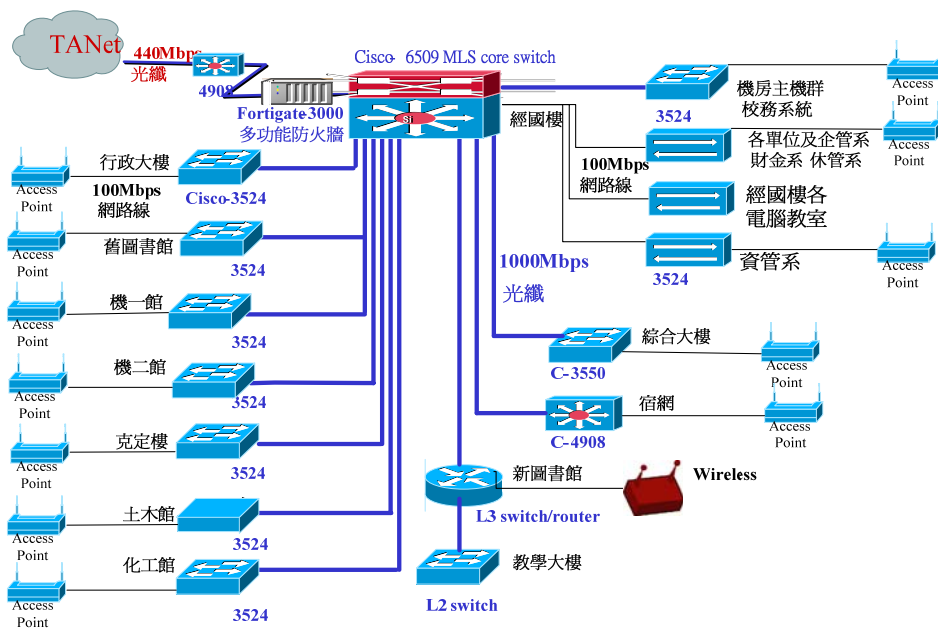 TANet
440Mbps
光纖
4908
Cisco- 6509 MLS core switch
Fortigate-3000
多功能防火牆
Si
經國樓
3524
機房主機群
校務系統
Access
Point
100Mbps
網路線
各單位及企管系
財金系 休管系
Access
Point
經國樓各
電腦教室
3524
資管系
Access
Point
行政大樓
Access
Point
100Mbps
網路線
Cisco-3524
舊圖書館
Access
Point
3524
機一館
Access
Point
3524
機二館
Access
Point
3524
克定樓
Access
Point
3524
土木館
Access
Point
3524
化工館
Access
Point
3524
1000Mbps
光纖
綜合大樓
C-3550
Access
Point
宿網
C-4908
Access
Point
新圖書館
Wireless
L3 switch/router
教學大樓
L2 switch